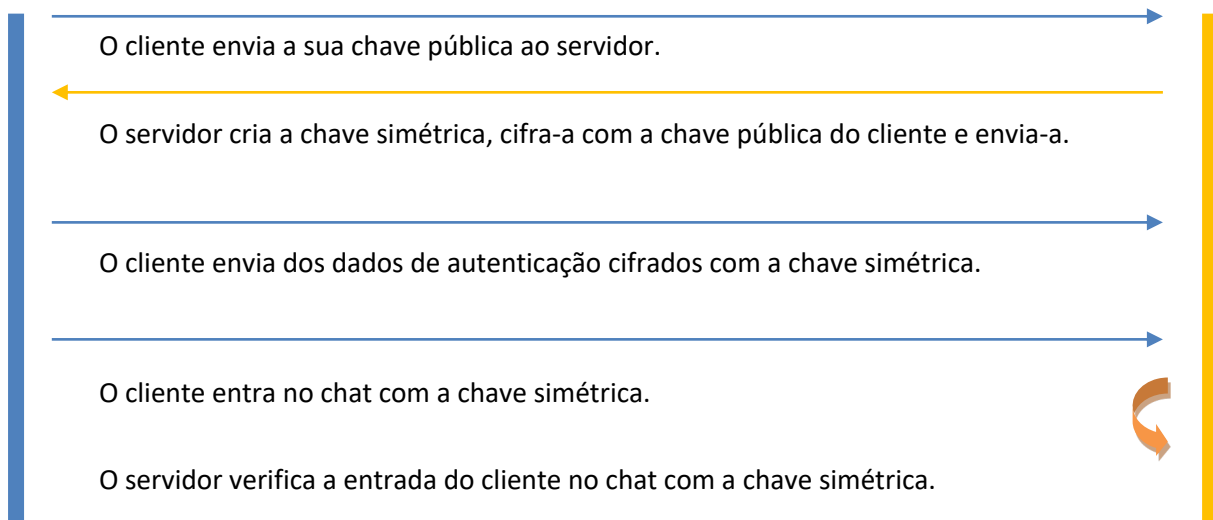 O cliente envia a sua chave pública ao servidor.
O servidor cria a chave simétrica, cifra-a com a chave pública do cliente e envia-a.
O cliente envia dos dados de autenticação cifrados com a chave simétrica.
O cliente entra no chat com a chave simétrica.
O servidor verifica a entrada do cliente no chat com a chave simétrica.